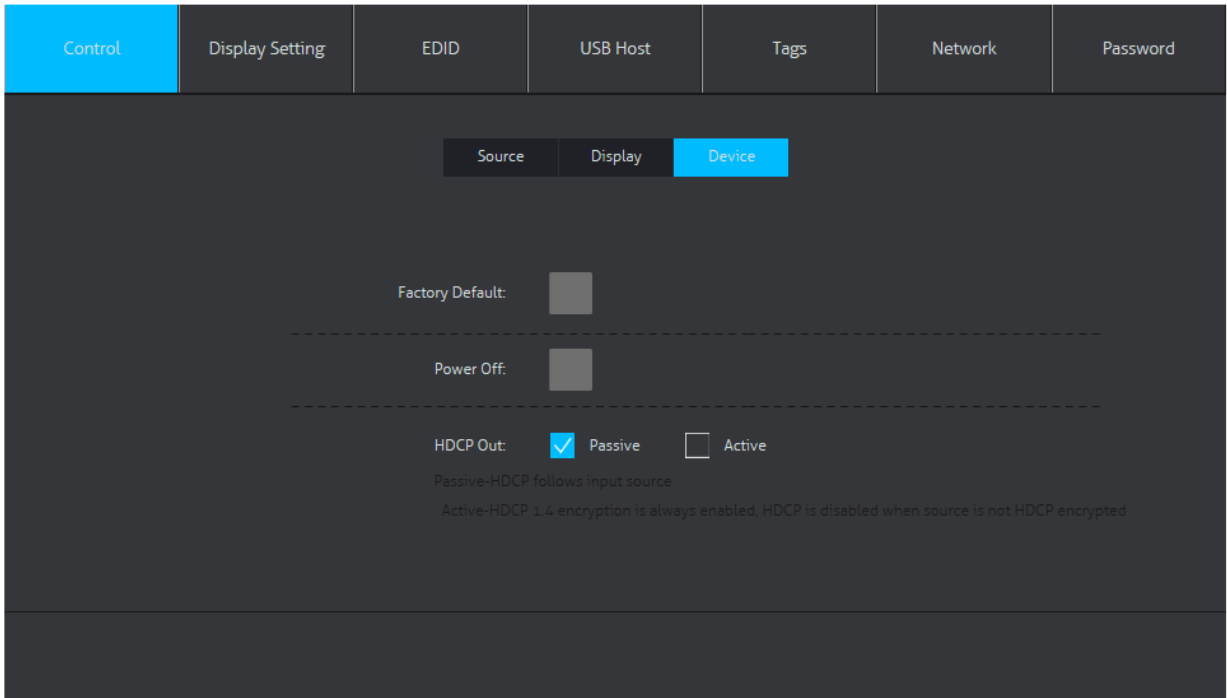 Control Display Setting EDID USB Host Tags Network Password
Source Display Device
Factory Default:
Power Off:
HDCP Out: Passive Active
Passive-HDCP follows input source
Active-HDCP 1.4 encryption is always enabled, HDCP is disabled when source is not HDCP encrypted